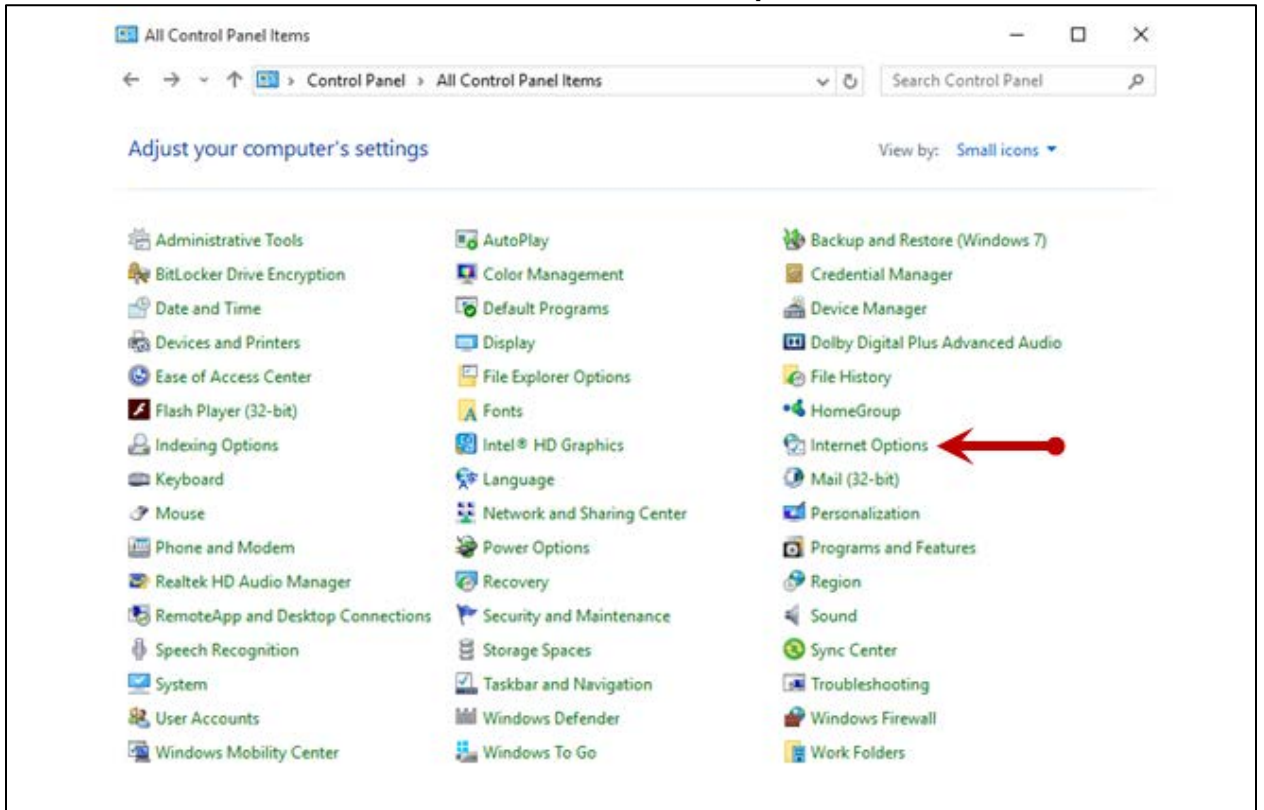 All Control Panel Items
Control Panel > All Control Panel Items Search Control Panel
Adjust your computer's settings View by: Small icons
Administrative Tools AutoPlay Backup and Restore (Windows 7)
BitLocker Drive Encryption Color Management Credential Manager
Date and Time Default Programs Device Manager
Devices and Printers Display Dolby Digital Plus Advanced Audio
Ease of Access Center File Explorer Options File History
Flash Player (32-bit) Fonts HomeGroup
Indexing Options Intel® HD Graphics Internet Options
Keyboard Language Mail (32-bit)
Mouse Network and Sharing Center Personalization
Phone and Modem Power Options Programs and Features
Realtek HD Audio Manager Recovery Region
RemoteApp and Desktop Connections Security and Maintenance Sound
Speech Recognition Storage Spaces Sync Center
System Taskbar and Navigation Troubleshooting
User Accounts Windows Defender Windows Firewall
Windows Mobility Center Windows To Go Work Folders